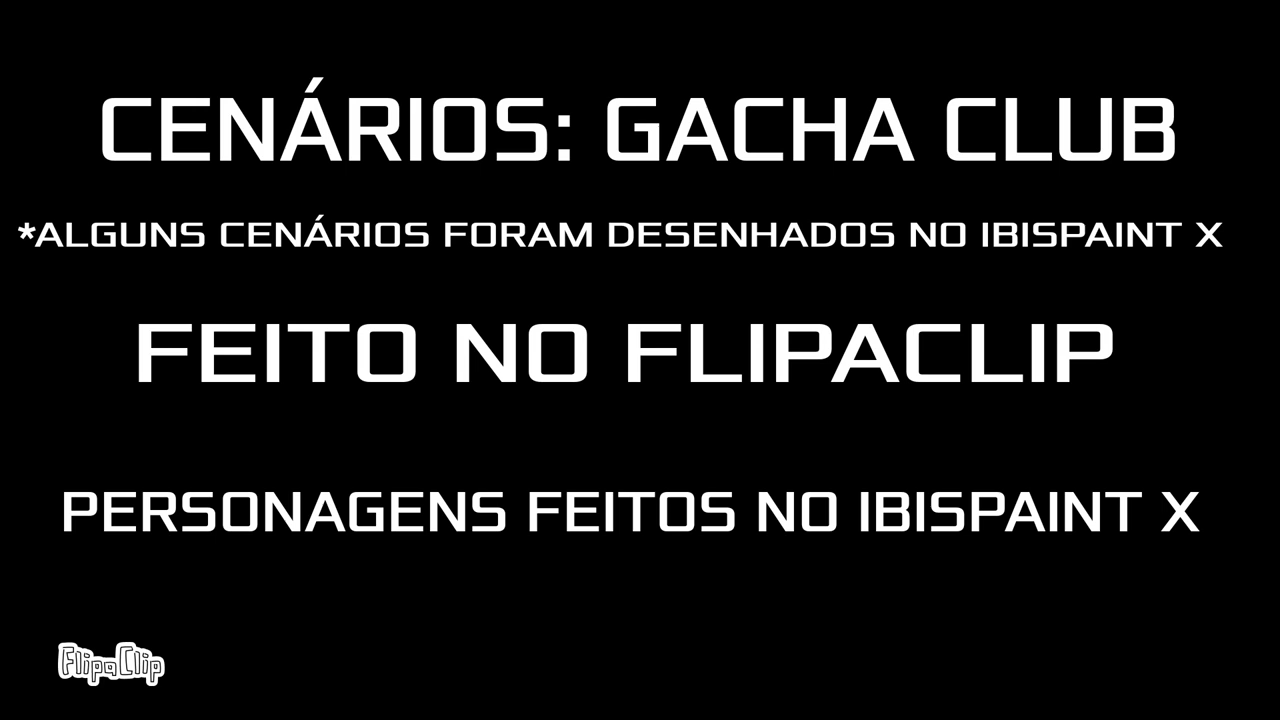 CENÁRIOS: GACHA CLUB
*ALGUNS CENÁRIOS FORAM DESENHADOS NO IBISPAINT X
FEITO NO FLIPACLIP
PERSONAGENS FEITOS NO IBISPAINT X
FlipaClip